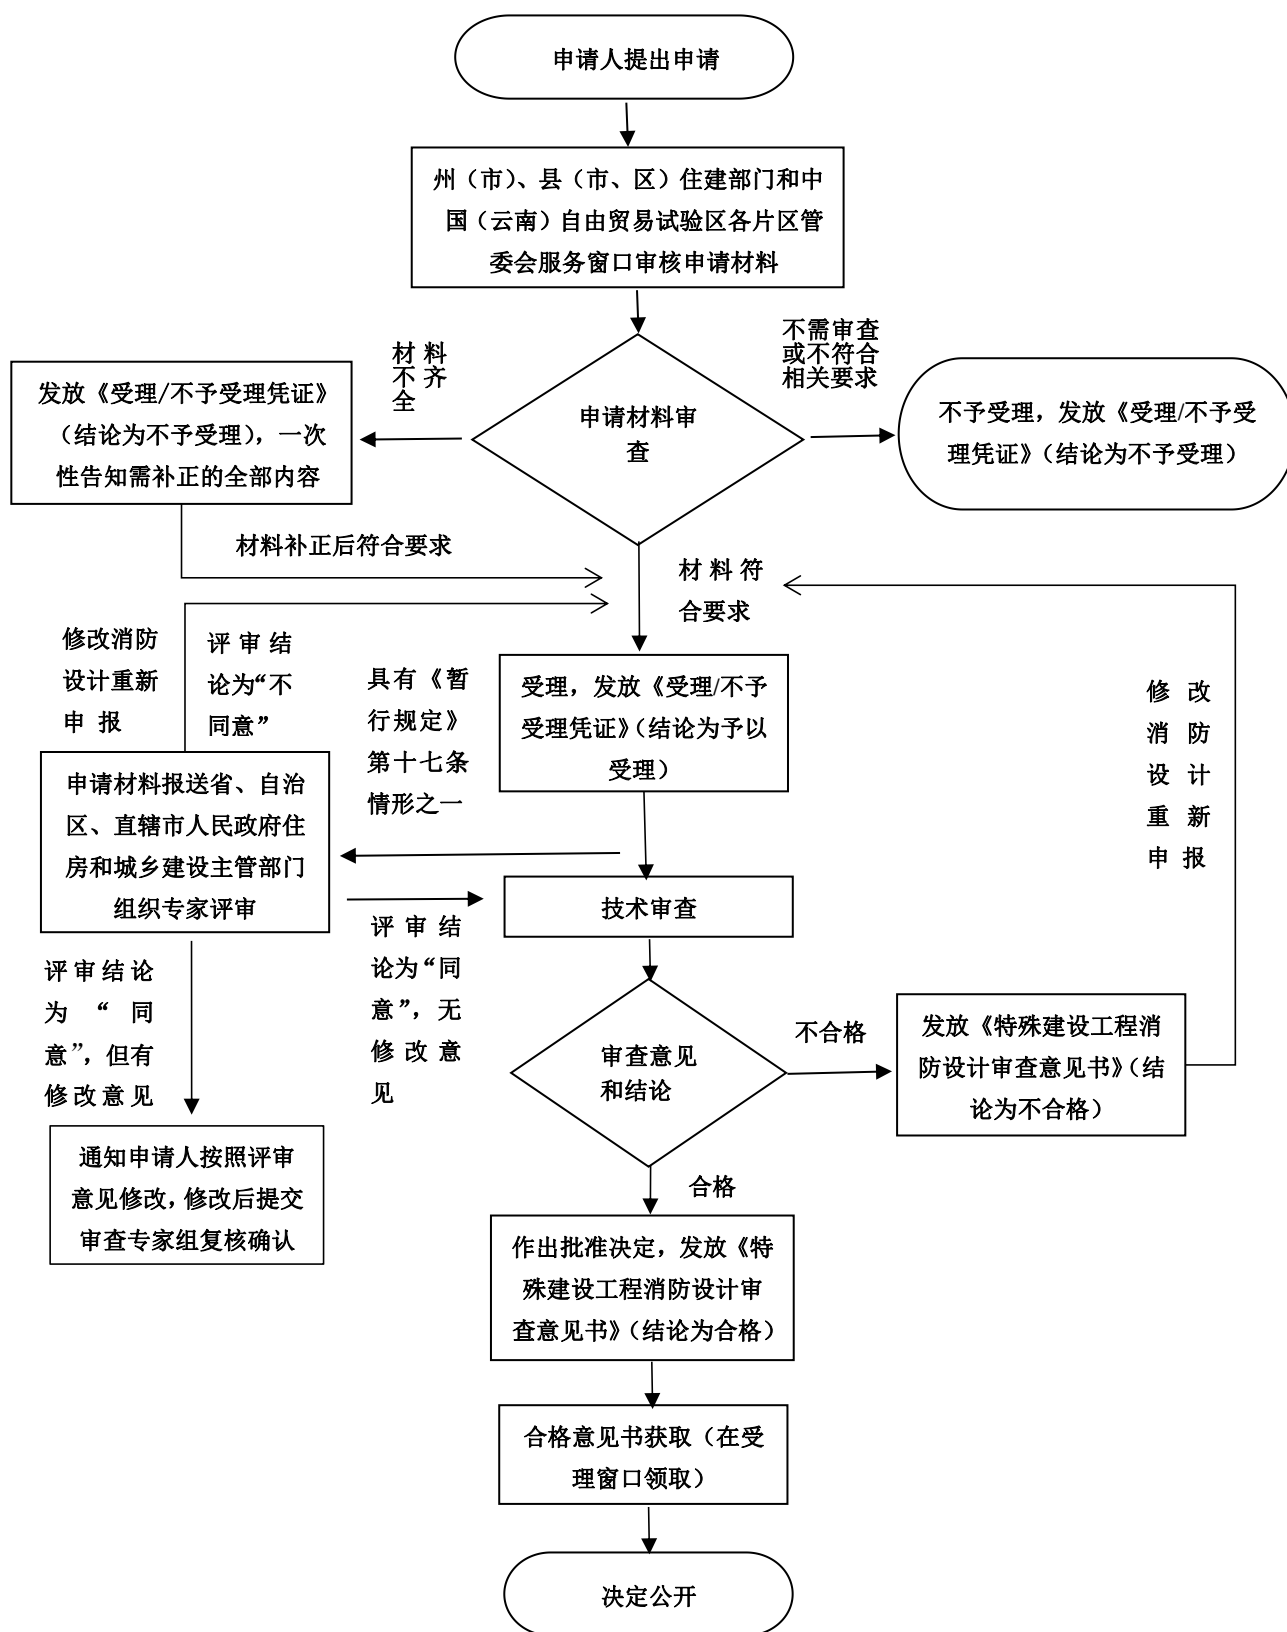 申请人提出申请
州（市）、县（市、区）住建部门和中
国（云南）自由贸易试验区各片区管
委会服务窗口审核申请材料
材料
不齐
全
不需审查
或不符合
相关要求
发放《受理/不予受理凭证》
（结论为不予受理），一次
性告知需补正的全部内容
申请材料审
查
不予受理，发放《受理/不予受
理凭证》（结论为不予受理）
材料补正后符合要求
材料符
合要求
修改消防
设计重新
申报
评审结
论为“不
同意”
具有《暂
行规定》
第十七条
情形之一
受理，发放《受理/不予
受理凭证》（结论为予以
受理）
修改
消防
设计
重新
申报
申请材料报送省、自治
区、直辖市人民政府住
房和城乡建设主管部门
组织专家评审
技术审查
评审结论
为“同
意”，但有
修改意见
评审结
论为“同
意”，无
修改意
见
审查意见
和结论
不合格
发放《特殊建设工程消
防设计审查意见书》（结
论为不合格）
通知申请人按照评审
意见修改，修改后提交
审查专家组复核确认
合格
作出批准决定，发放《特
殊建设工程消防设计审
查意见书》（结论为合格）
合格意见书获取（在受
理窗口领取）
决定公开